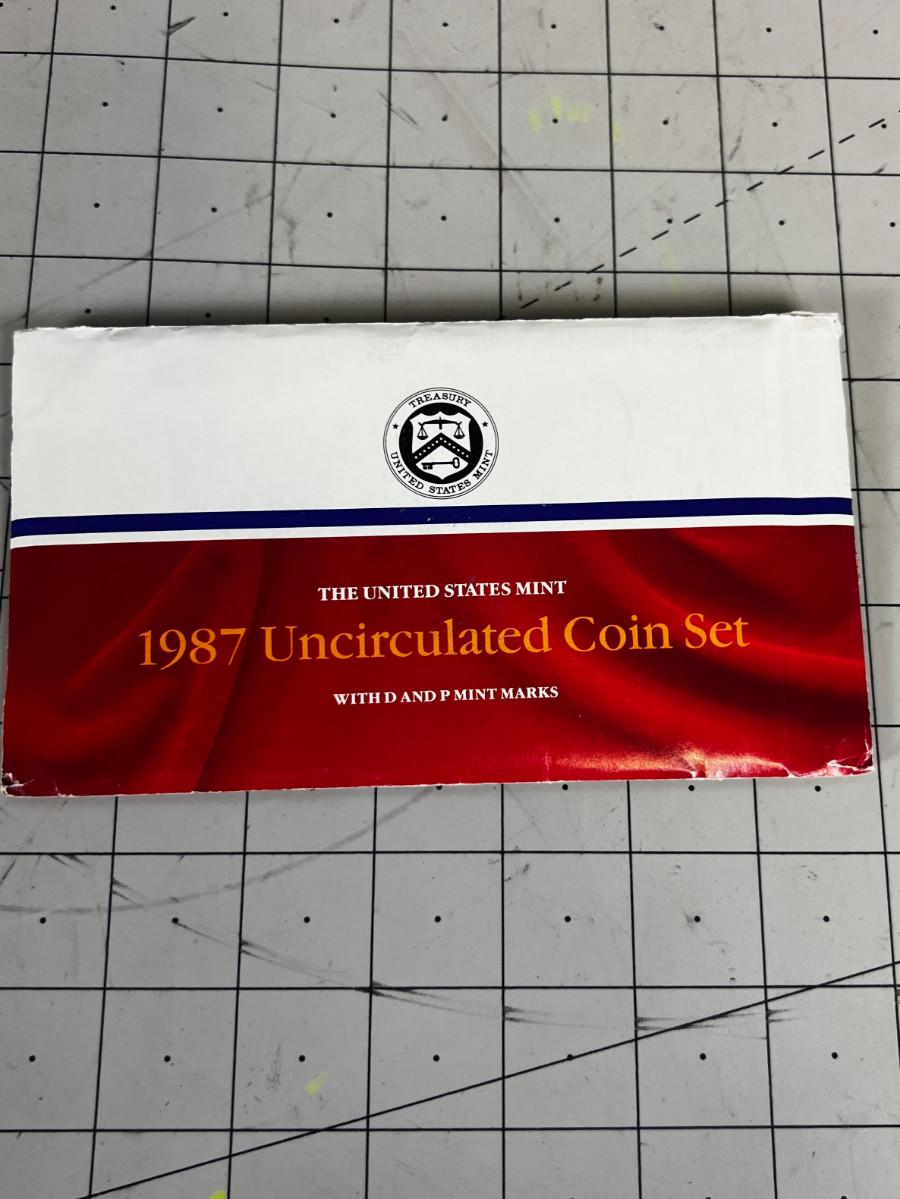 TREASURY
UNITED STATES MINT
THE UNITED STATES MINT
1987 Uncirculated Coin Set
WITH D AND P MINT MARKS